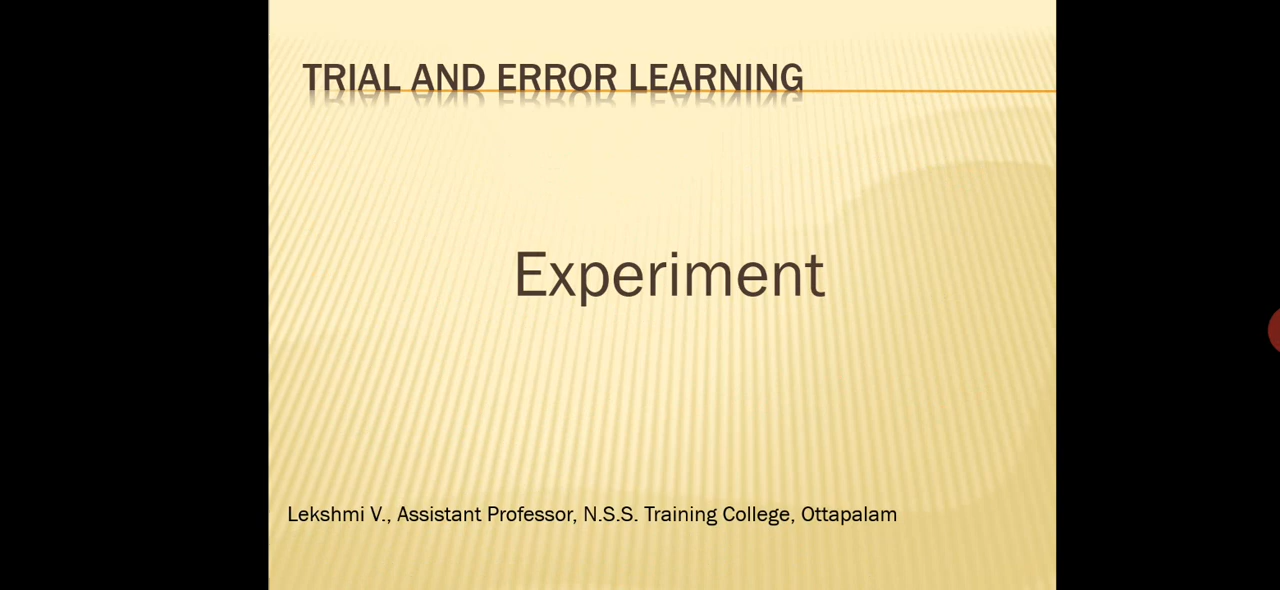 TRIAL AND ERROR LEARNING
Experiment
Lekshmi V., Assistant Professor, N.S.S. Training College, Ottapalam